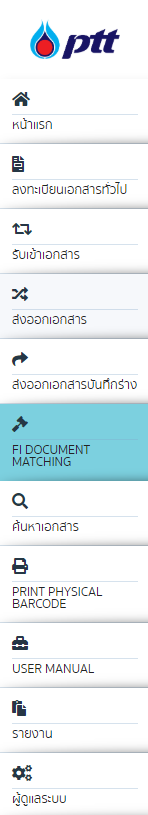 ptt
หน้าแรก
ลงทะเบียนเอกสารทั่วไป
รับเข้าเอกสาร
ส่งออกเอกสาร
ส่งออกเอกสารบันทึกร่าง
FI DOCUMENT
MATCHING
ค้นหาเอกสาร
PRINT PHYSICAL
BARCODE
USER MANUAL
รายงาน
ผู้ดูแลระบบ